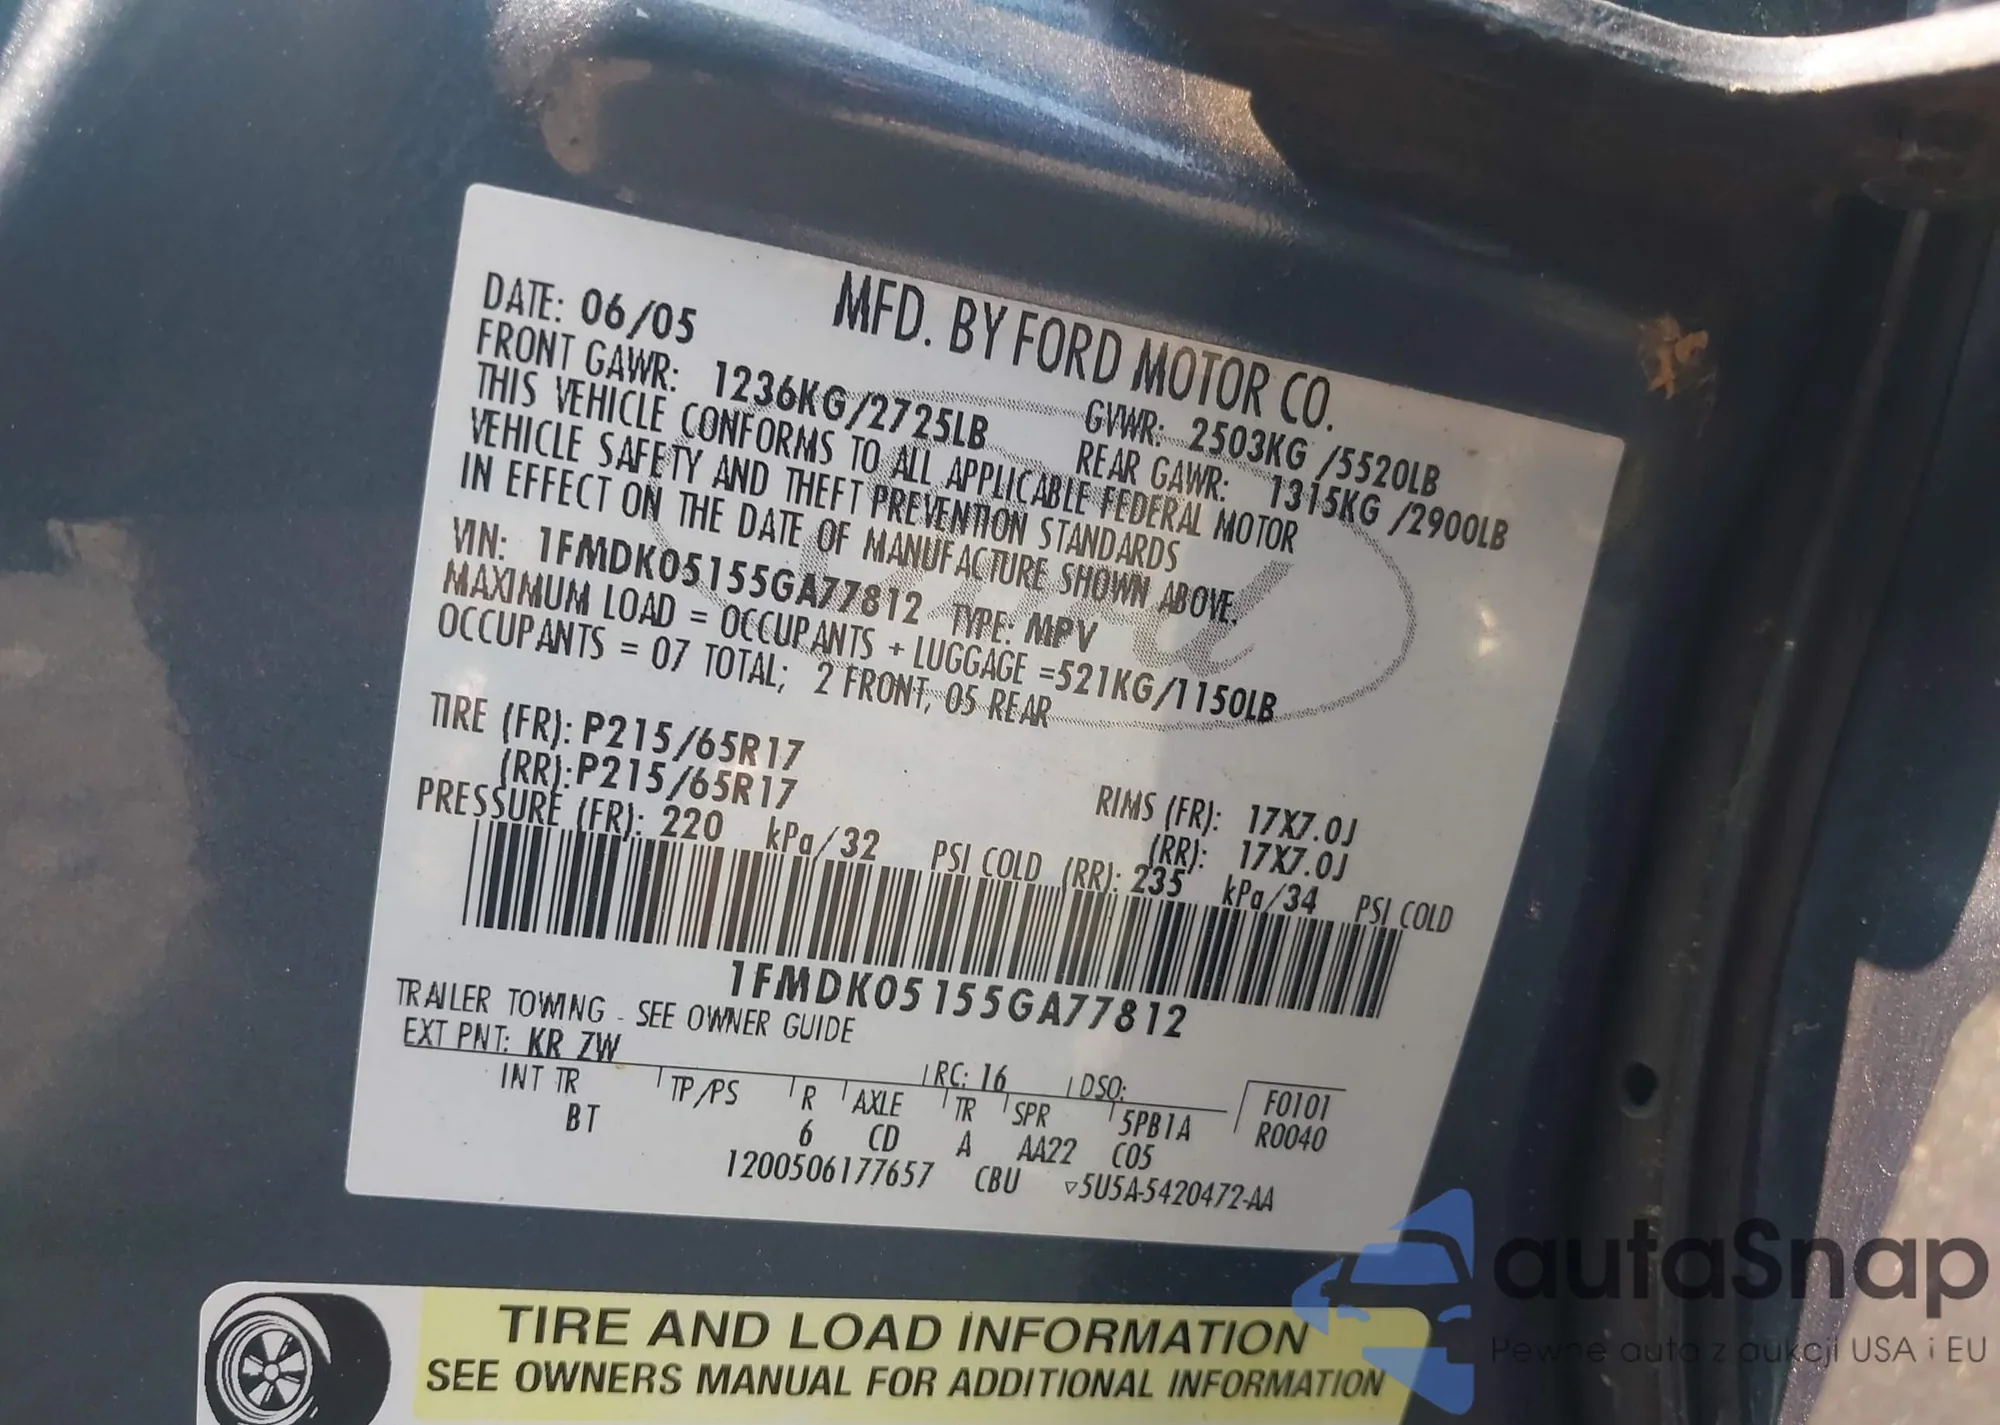 MFD. BY FORD MOTOR CO.
DATE: 06/05 GVWR: 2503KG /5520LB
FRONT GAWR: 1236KG/2725LB REAR GAWR: 1315KG /2900LB
THIS VEHICLE CONFORMS TO ALL APPLICABLE FEDERAL MOTOR
VEHICLE SAFETY AND THEFT PREVENTION STANDARDS
IN EFFECT ON THE DATE OF MANUFACTURE SHOWN ABOVE.
VIN: 1FMDK05155GA77812 TYPE: MPV
MAXIMUM LOAD = OCCUPANTS + LUGGAGE =521KG/1150LB
OCCUPANTS = 07 TOTAL; 2 FRONT, 05 REAR
TIRE (FR): P215/65R17 RIMS (FR): 17X7.0J
(RR): P215/65R17 (RR): 17X7.0J
PRESSURE (FR): 220 kPa/32 PSI COLD (RR): 235 kPa/34 PSI COLD
1FMDK05155GA77812
TRAILER TOWING - SEE OWNER GUIDE
EXT PNT: KR ZW RC: 16 DSO: F0101
INT TR TP/PS R AXLE TR SPR 5PB1A R0040
BT 6 CD A AA22 C05
1200506177657 CBU ▽5U5A-5420472-AA
TIRE AND LOAD INFORMATION
SEE OWNERS MANUAL FOR ADDITIONAL INFORMATION
autaSnap
Pewne auta z aukcji USA i EU